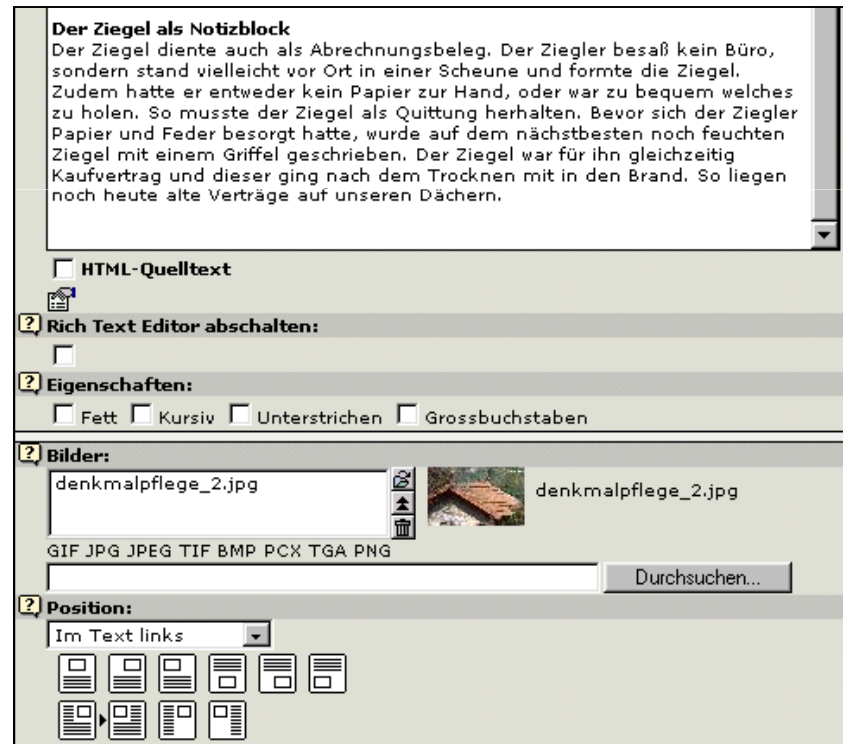 Der Ziegel als Notizblock
Der Ziegel diente auch als Abrechnungsbeleg. Der Ziegler besaß kein Büro,
sondern stand vielleicht vor Ort in einer Scheune und formte die Ziegel.
Zudem hatte er entweder kein Papier zur Hand, oder war zu bequem welches
zu holen. So musste der Ziegel als Quittung herhalten. Bevor sich der Ziegler
Papier und Feder besorgt hatte, wurde auf dem nächstbesten noch feuchten
Ziegel mit einem Griffel geschrieben. Der Ziegel war für ihn gleichzeitig
Kaufvertrag und dieser ging nach dem Trocknen mit in den Brand. So liegen
noch heute alte Verträge auf unseren Dächern.
HTML-Quelltext
? Rich Text Editor abschalten:
? Eigenschaften:
Fett Kursiv Unterstrichen Grossbuchstaben
? Bilder:
denkmalpflege_2.jpg denkmalpflege_2.jpg
GIF JPG JPEG TIF BMP PCX TGA PNG
Durchsuchen...
? Position:
Im Text links